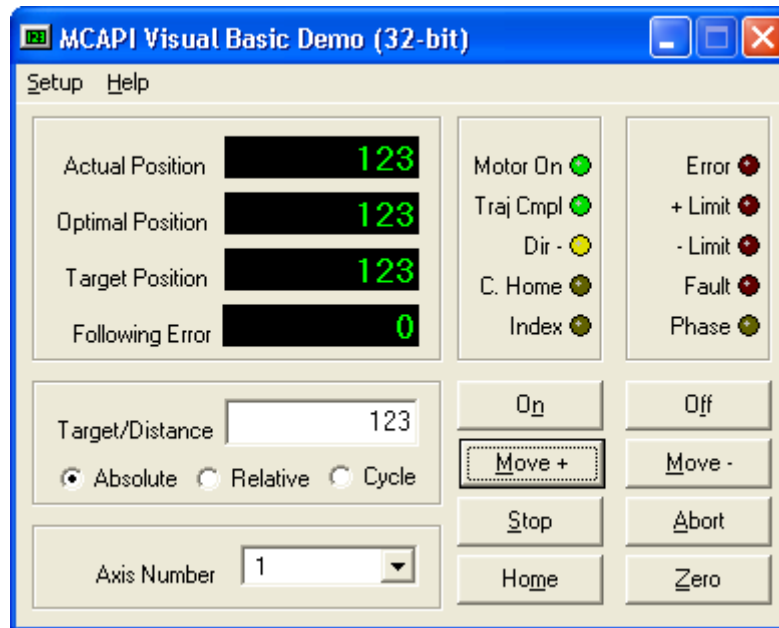 MCAPI Visual Basic Demo (32-bit)
Setup Help
Actual Position 123
Optimal Position 123
Target Position 123
Following Error 0
Motor On
Traj Cmpl
Dir -
C. Home
Index
Error
+ Limit
- Limit
Fault
Phase
Target/Distance 123
Absolute Relative Cycle
Axis Number 1
On Off
Move + Move -
Stop Abort
Home Zero